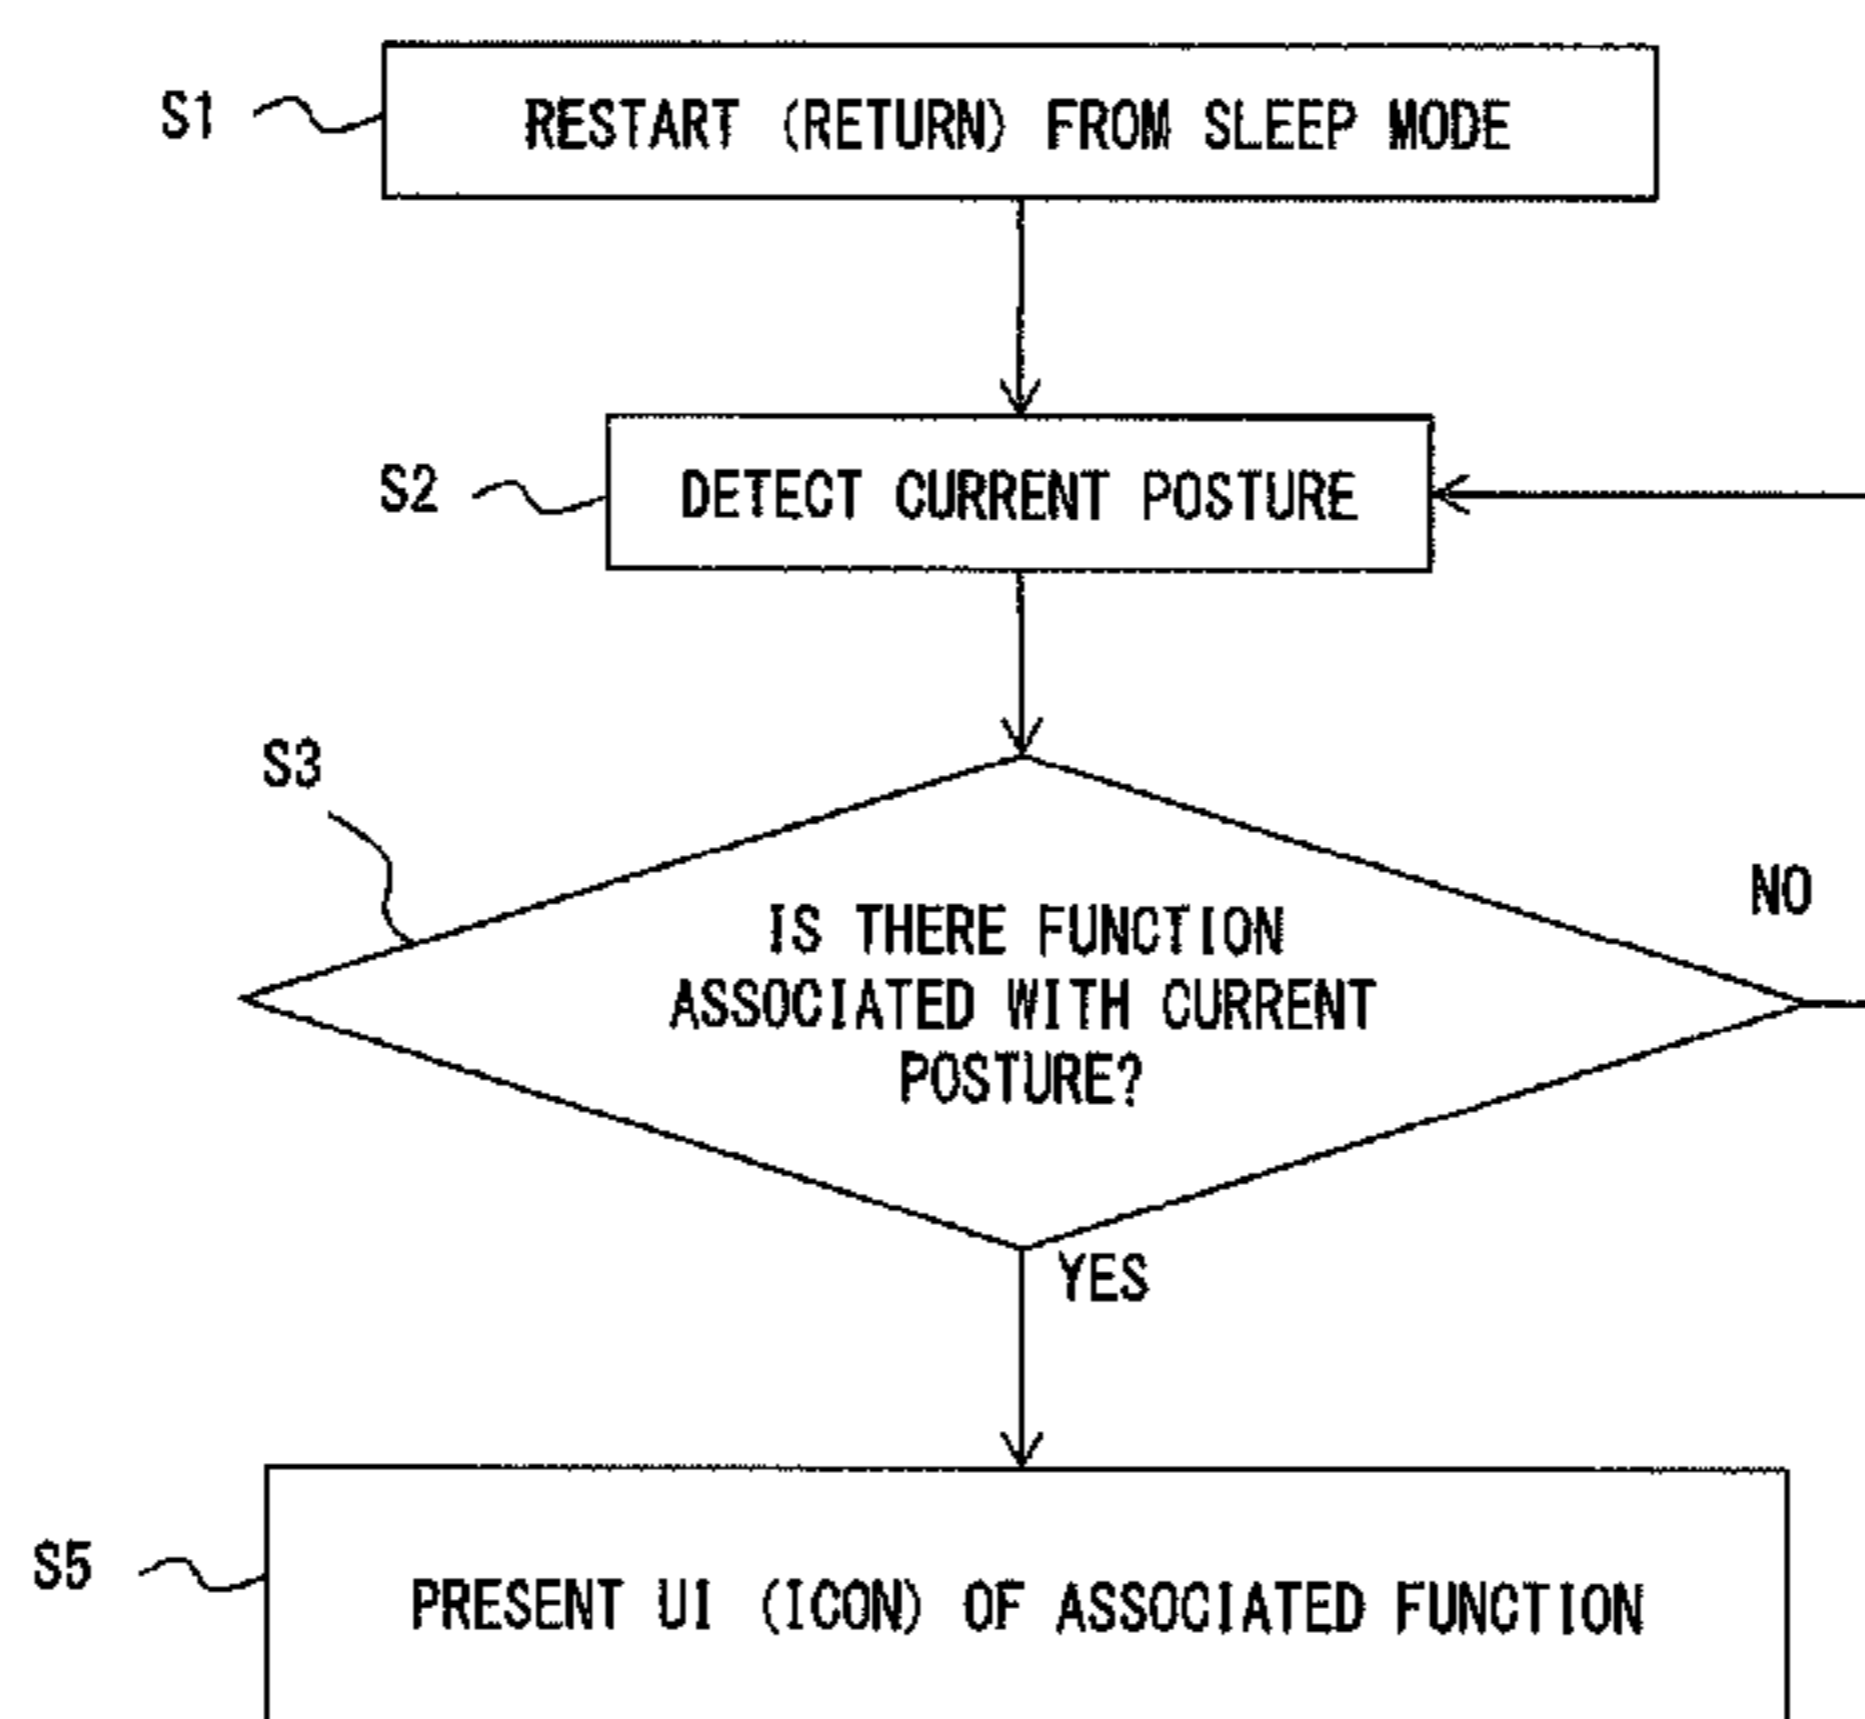 S1 RESTART (RETURN) FROM SLEEP MODE
S2 DETECT CURRENT POSTURE
S3
NO
IS THERE FUNCTION
ASSOCIATED WITH CURRENT
POSTURE?
YES
S5 PRESENT UI (ICON) OF ASSOCIATED FUNCTION